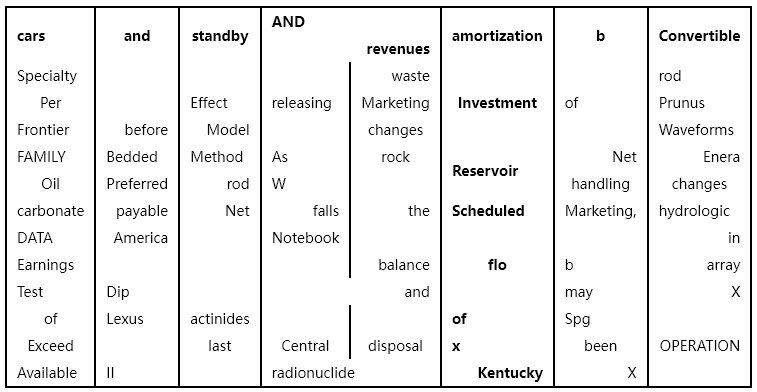 cars and standby AND revenues amortization b Convertible
Specialty waste rod
Per Effect releasing Marketing Investment of Prunus
Frontier before Model changes Waveforms
FAMILY Bedded Method As rock Reservoir Net Enera
Oil Preferred rod W handling changes
carbonate payable Net falls the Scheduled Marketing, hydrologic
DATA America Notebook in
Earnings balance flo b array
Test Dip and may X
of Lexus actinides of Spg
Exceed last Central disposal x been OPERATION
Available II radionuclide Kentucky X